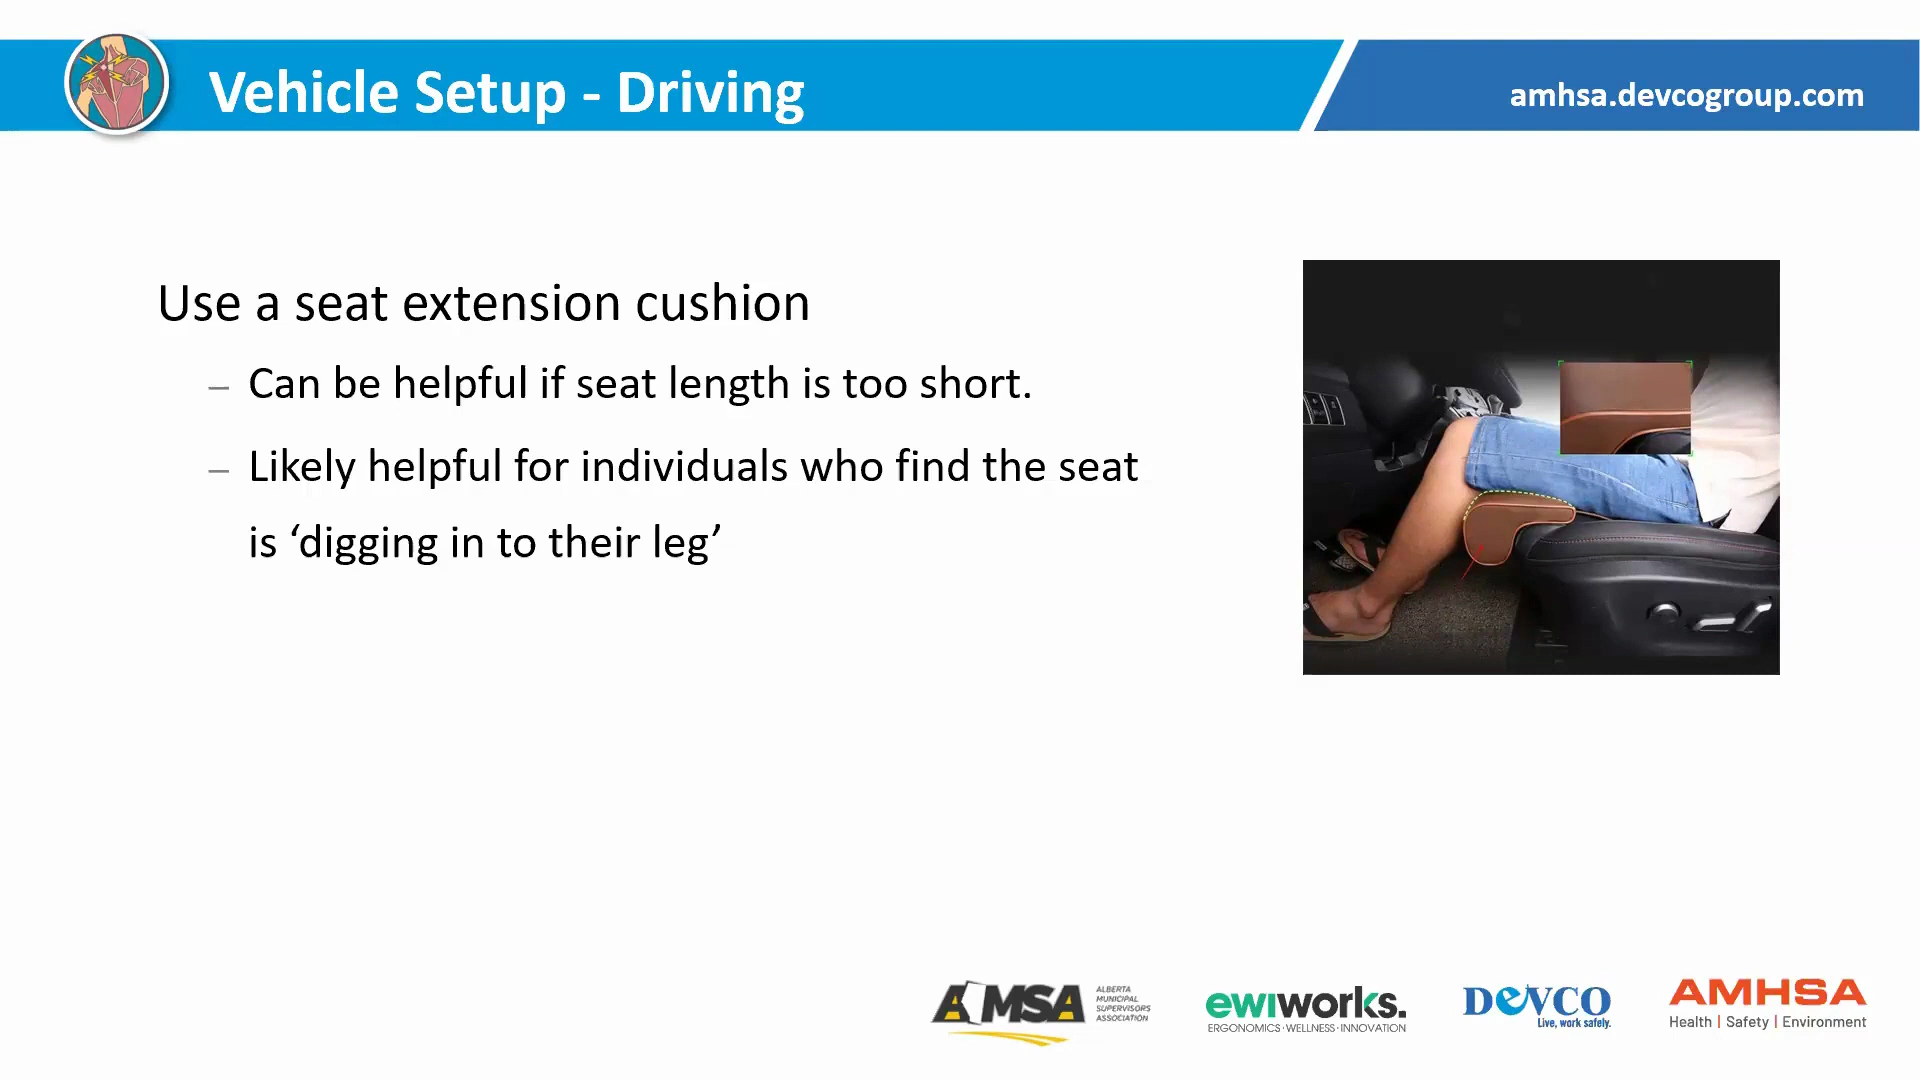 Vehicle Setup - Driving
amhsa.devcogroup.com
Use a seat extension cushion
– Can be helpful if seat length is too short.
– Likely helpful for individuals who find the seat
is ‘digging in to their leg’
AMSA
ALBERTA
MUNICIPAL
SUPERVISORS
ASSOCIATION
ewiworks.
ERGONOMICS·WELLNESS·INNOVATION
DEVCO
Live, work safely.
AMHSA
Health | Safety | Environment